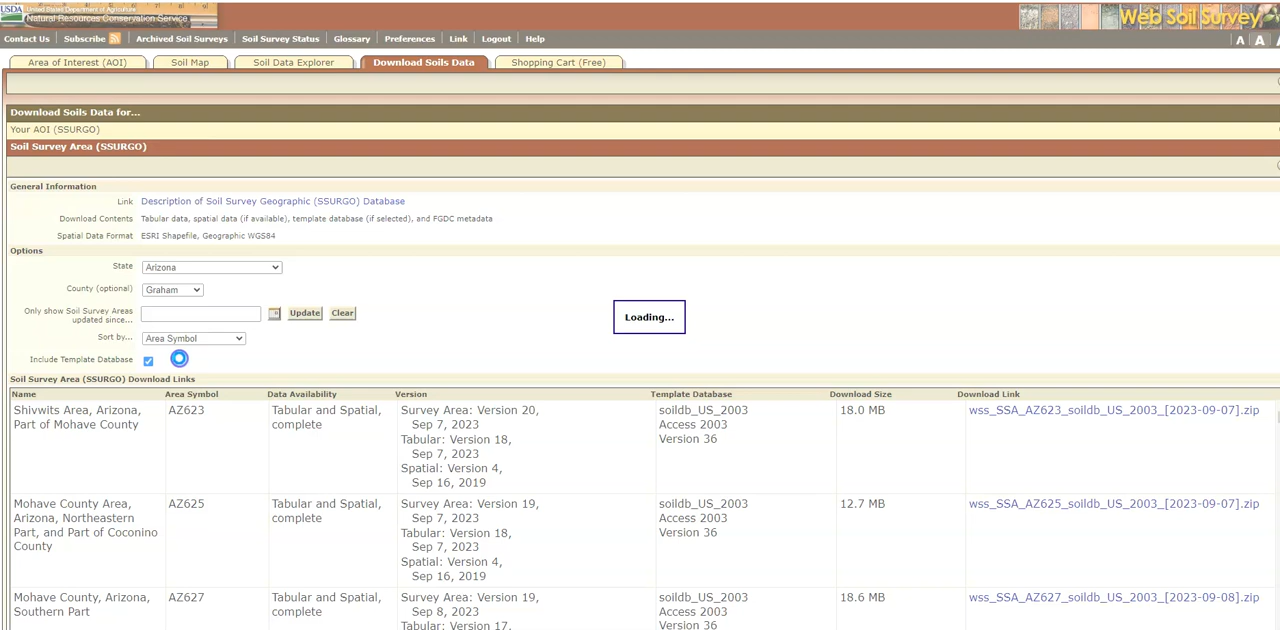 USDA United States Department of Agriculture
Natural Resources Conservation Service
Web Soil Survey
Contact Us Subscribe Archived Soil Surveys Soil Survey Status Glossary Preferences Link Logout Help A A
Area of Interest (AOI) Soil Map Soil Data Explorer Download Soils Data Shopping Cart (Free)
Download Soils Data for...
Your AOI (SSURGO)
Soil Survey Area (SSURGO)
General Information
Link Description of Soil Survey Geographic (SSURGO) Database
Download Contents Tabular data, spatial data (if available), template database (if selected), and FGDC metadata
Spatial Data Format ESRI Shapefile, Geographic WGS84
Options
State Arizona
County (optional) Graham
Only show Soil Survey Areas
updated since... Update Clear
Loading...
Sort by... Area Symbol
Include Template Database
Soil Survey Area (SSURGO) Download Links
Name Area Symbol Data Availability Version Template Database Download Size Download Link
Shivwits Area, Arizona, AZ623 Tabular and Spatial, Survey Area: Version 20, soildb_US_2003 18.0 MB wss_SSA_AZ623_soildb_US_2003_[2023-09-07].zip
Part of Mohave County complete Sep 7, 2023 Access 2003
Tabular: Version 18, Version 36
Sep 7, 2023
Spatial: Version 4,
Sep 16, 2019
Mohave County Area, AZ625 Tabular and Spatial, Survey Area: Version 19, soildb_US_2003 12.7 MB wss_SSA_AZ625_soildb_US_2003_[2023-09-07].zip
Arizona, Northeastern complete Sep 7, 2023 Access 2003
Part, and Part of Coconino Tabular: Version 18, Version 36
County Sep 7, 2023
Spatial: Version 4,
Sep 16, 2019
Mohave County, Arizona, AZ627 Tabular and Spatial, Survey Area: Version 19, soildb_US_2003 18.6 MB wss_SSA_AZ627_soildb_US_2003_[2023-09-08].zip
Southern Part complete Sep 8, 2023 Access 2003
Tabular: Version 17, Version 36